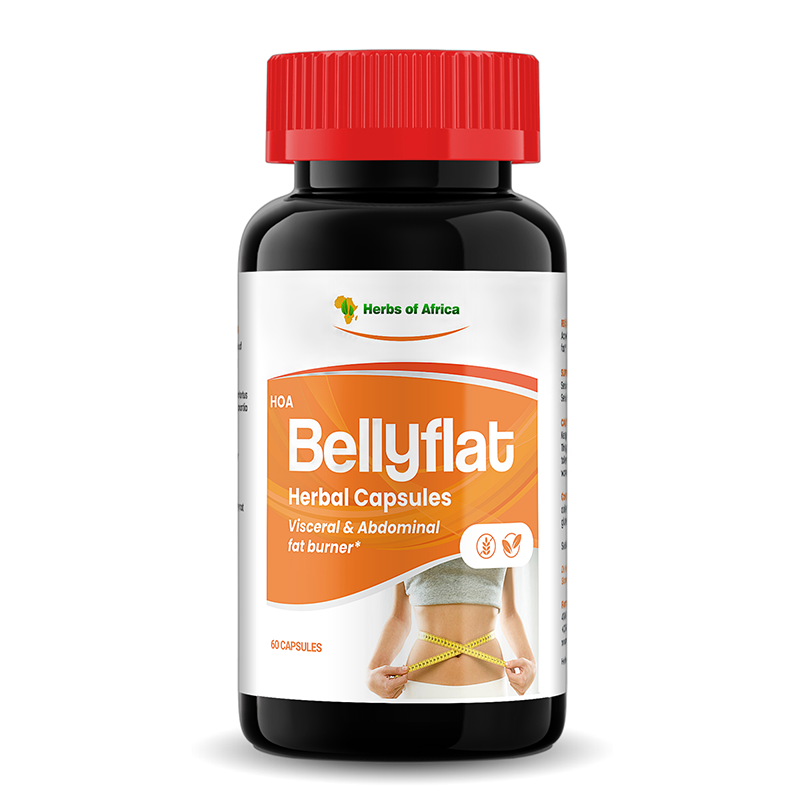 Herbs of Africa
HOA
Bellyflat
Herbal Capsules
Visceral & Abdominal
fat burner*
60 CAPSULES